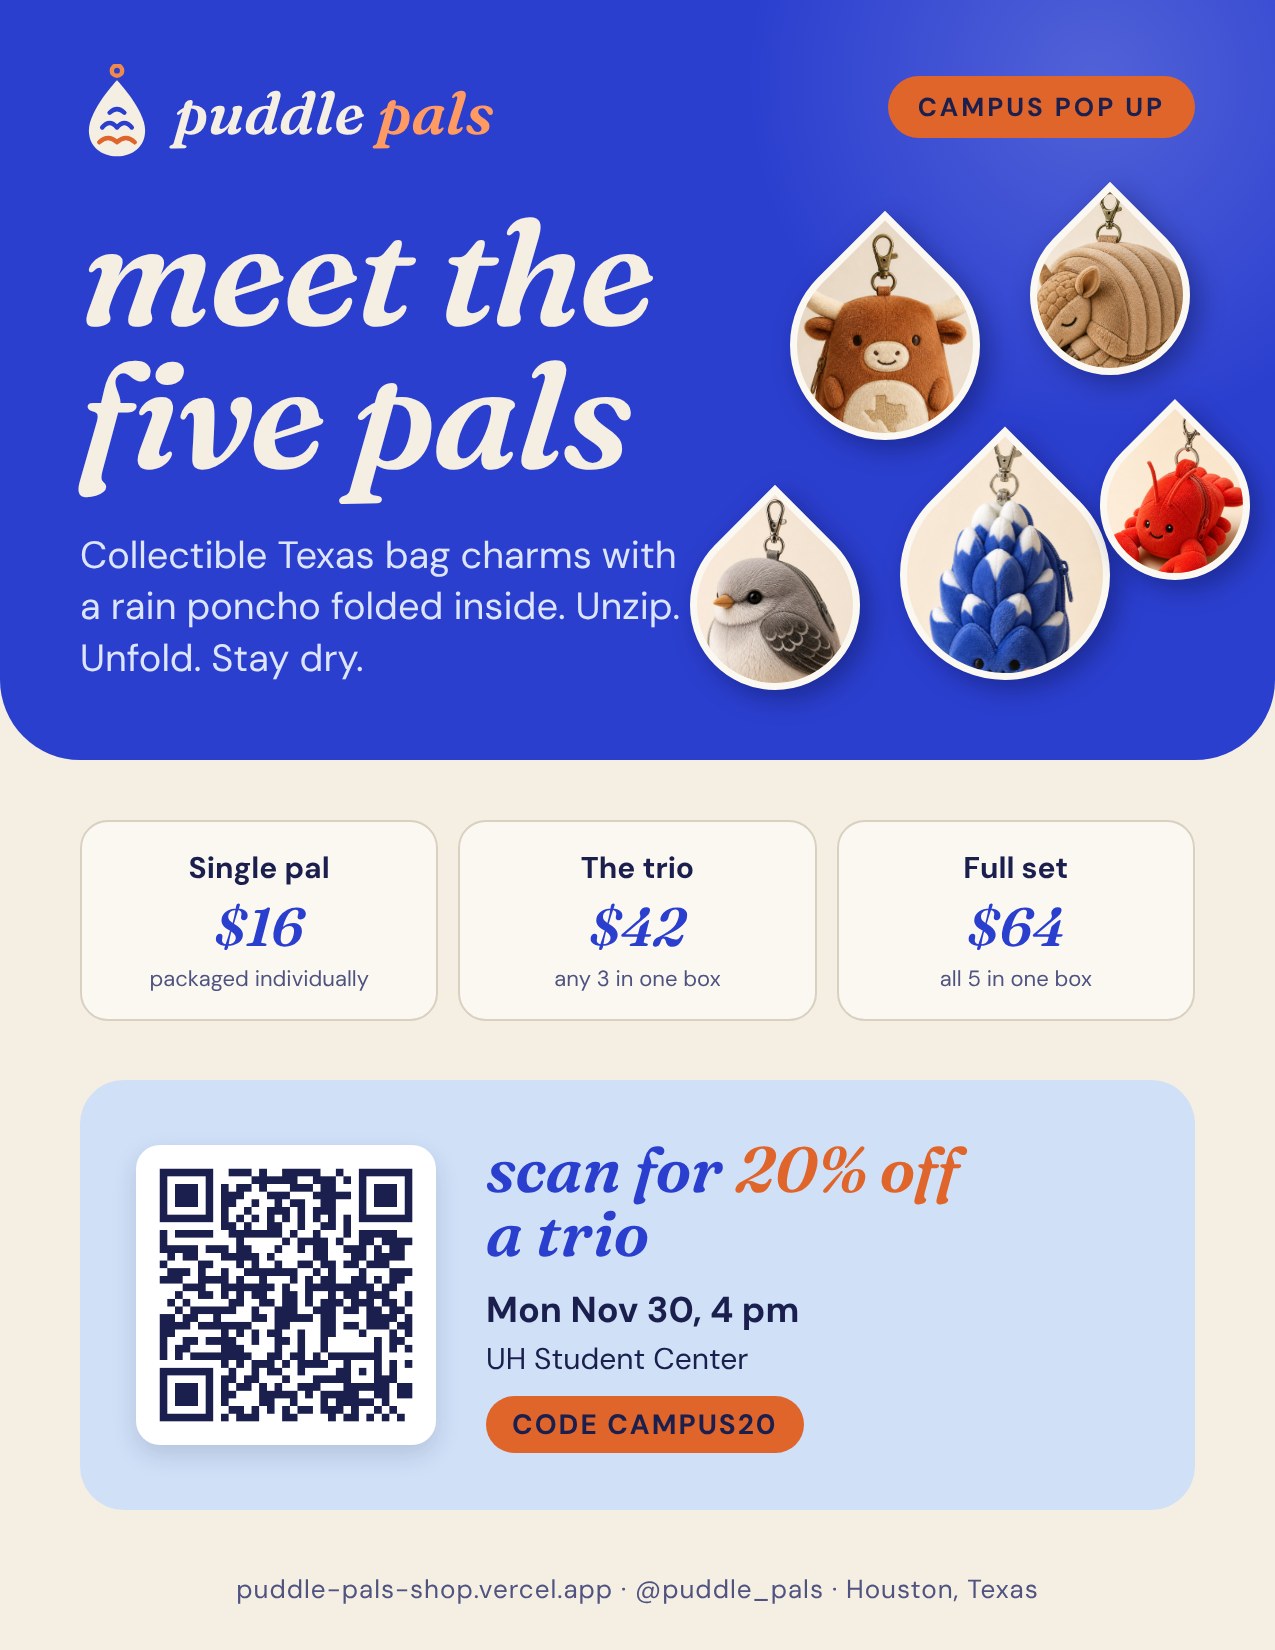 puddle pals
CAMPUS POP UP
meet the
five pals
Collectible Texas bag charms with
a rain poncho folded inside. Unzip.
Unfold. Stay dry.
Single pal
$16
packaged individually
The trio
$42
any 3 in one box
Full set
$64
all 5 in one box
scan for 20% off
a trio
Mon Nov 30, 4 pm
UH Student Center
CODE CAMPUS20
puddle-pals-shop.vercel.app · @puddle_pals · Houston, Texas